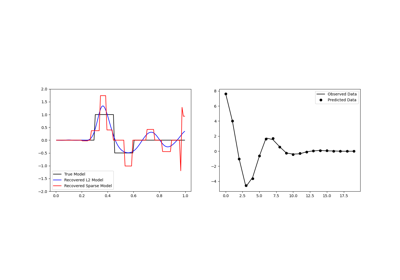 2.0
1.5
1.0
0.5
0.0
−0.5
−1.0
−1.5
−2.0
0.0 0.2 0.4 0.6 0.8 1.0
True Model
Recovered L2 Model
Recovered Sparse Model
8
6
4
2
0
−2
−4
0.0 2.5 5.0 7.5 10.0 12.5 15.0 17.5
Observed Data
Predicted Data